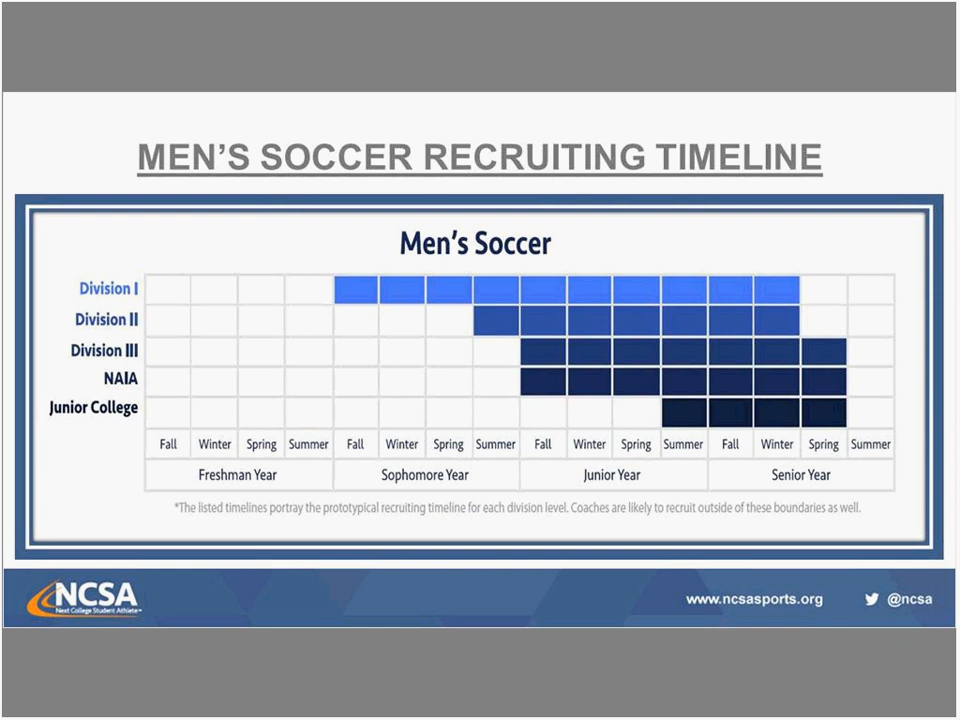 MEN'S SOCCER RECRUITING TIMELINE
Men's Soccer
Division I
Division II
Division III
NAIA
Junior College
Fall Winter Spring Summer Fall Winter Spring Summer Fall Winter Spring Summer Fall Winter Spring Summer
Freshman Year Sophomore Year Junior Year Senior Year
*The listed timelines portray the prototypical recruiting timeline for each division level. Coaches are likely to recruit outside of these boundaries as well.
NCSA
Next College Student Athlete™
www.ncsasports.org @ncsa